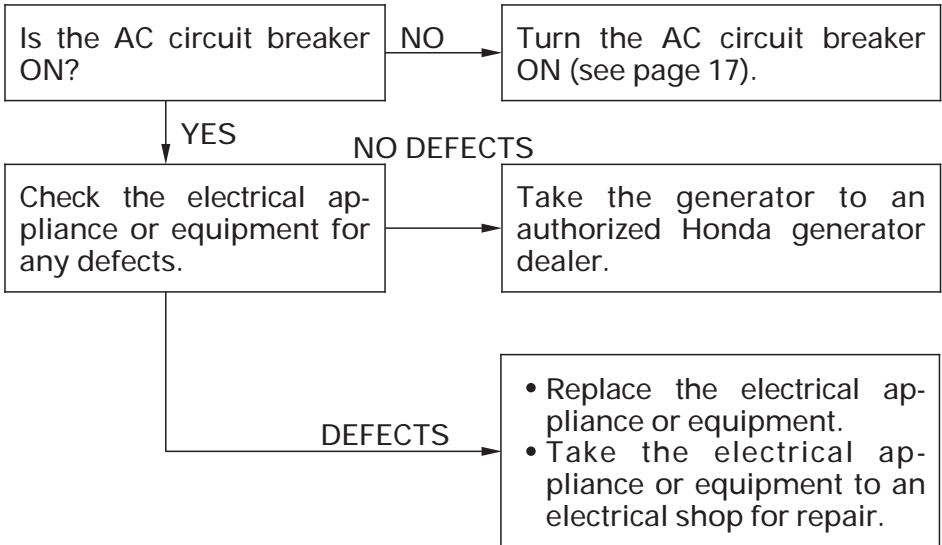 Is the AC circuit breaker
ON?
NO
Turn the AC circuit breaker
ON (see page 17).
YES
NO DEFECTS
Check the electrical ap-
pliance or equipment for
any defects.
Take the generator to an
authorized Honda generator
dealer.
DEFECTS
• Replace the electrical ap-
pliance or equipment.
• Take the electrical ap-
pliance or equipment to an
electrical shop for repair.